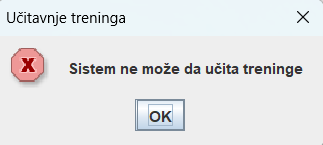 Učitavnje treninga
Sistem ne može da učita treninge
OK